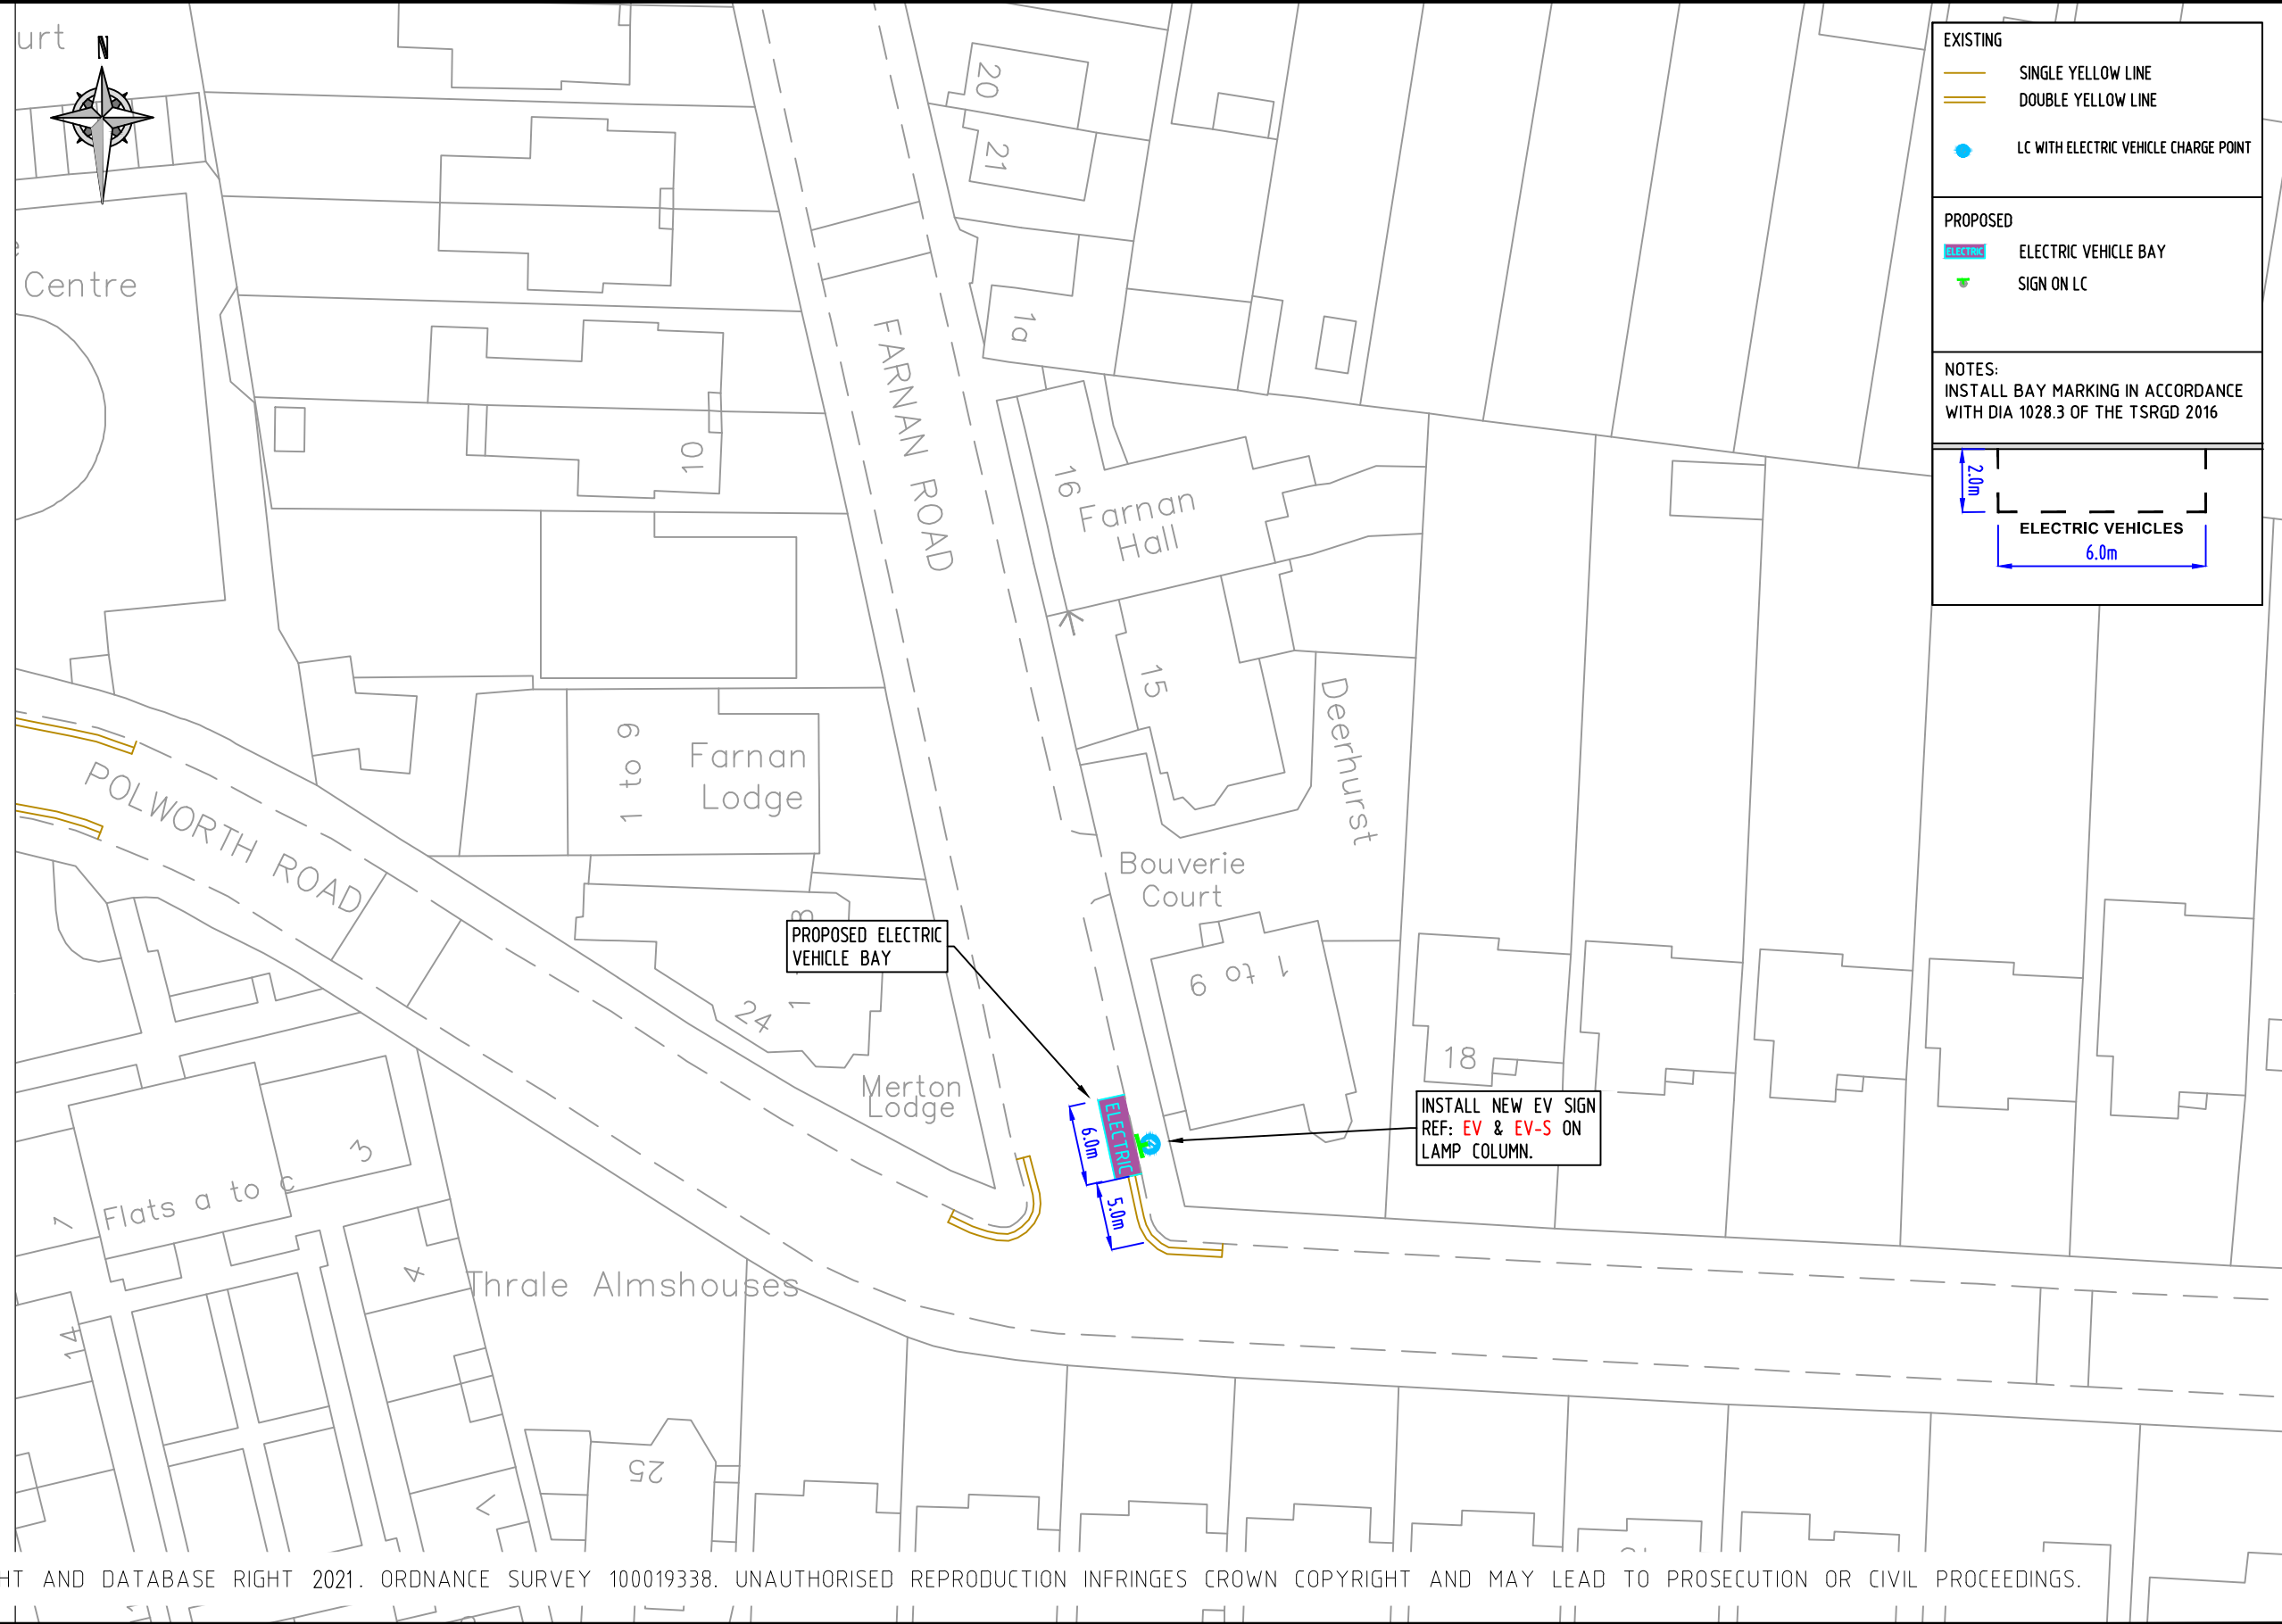 urt
N
Centre
20
21
1a
FARNAN ROAD
10
16
Farnan
Hall
15
Deerhurst
1 to 9
Farnan
Lodge
POLWORTH ROAD
Bouverie
Court
1 to 9
PROPOSED ELECTRIC
VEHICLE BAY
24
Merton
Lodge
ELECTRIC
6.0m
5.0m
18
INSTALL NEW EV SIGN
REF: EV & EV-S ON
LAMP COLUMN.
3
Flats a to c
7
4
14
Thrale Almshouses
25
EXISTING
SINGLE YELLOW LINE
DOUBLE YELLOW LINE
LC WITH ELECTRIC VEHICLE CHARGE POINT
PROPOSED
ELECTRIC ELECTRIC VEHICLE BAY
SIGN ON LC
NOTES:
INSTALL BAY MARKING IN ACCORDANCE
WITH DIA 1028.3 OF THE TSRGD 2016
2.0m
ELECTRIC VEHICLES
6.0m
HT AND DATABASE RIGHT 2021. ORDNANCE SURVEY 100019338. UNAUTHORISED REPRODUCTION INFRINGES CROWN COPYRIGHT AND MAY LEAD TO PROSECUTION OR CIVIL PROCEEDINGS.